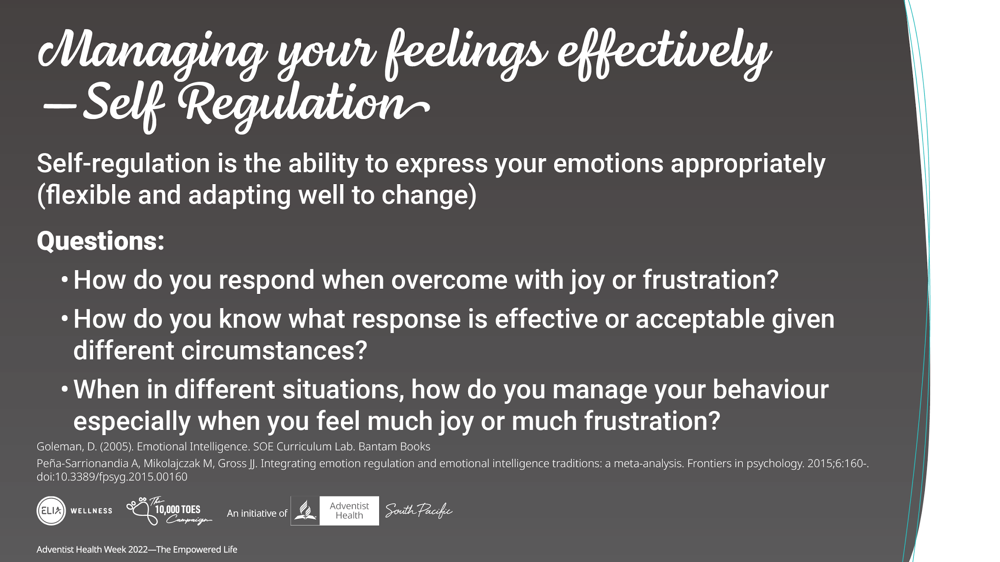 Managing your feelings effectively
—Self Regulation
Self-regulation is the ability to express your emotions appropriately
(flexible and adapting well to change)
Questions:
• How do you respond when overcome with joy or frustration?
• How do you know what response is effective or acceptable given
different circumstances?
• When in different situations, how do you manage your behaviour
especially when you feel much joy or much frustration?
Goleman, D. (2005). Emotional Intelligence. SOE Curriculum Lab. Bantam Books
Peña-Sarrionandia A, Mikolajczak M, Gross JJ. Integrating emotion regulation and emotional intelligence traditions: a meta-analysis. Frontiers in psychology. 2015;6:160-.
doi:10.3389/fpsyg.2015.00160
ELIA WELLNESS
The
10,000 TOES
Campaign
An initiative of
Adventist
Health
South Pacific
Adventist Health Week 2022—The Empowered Life